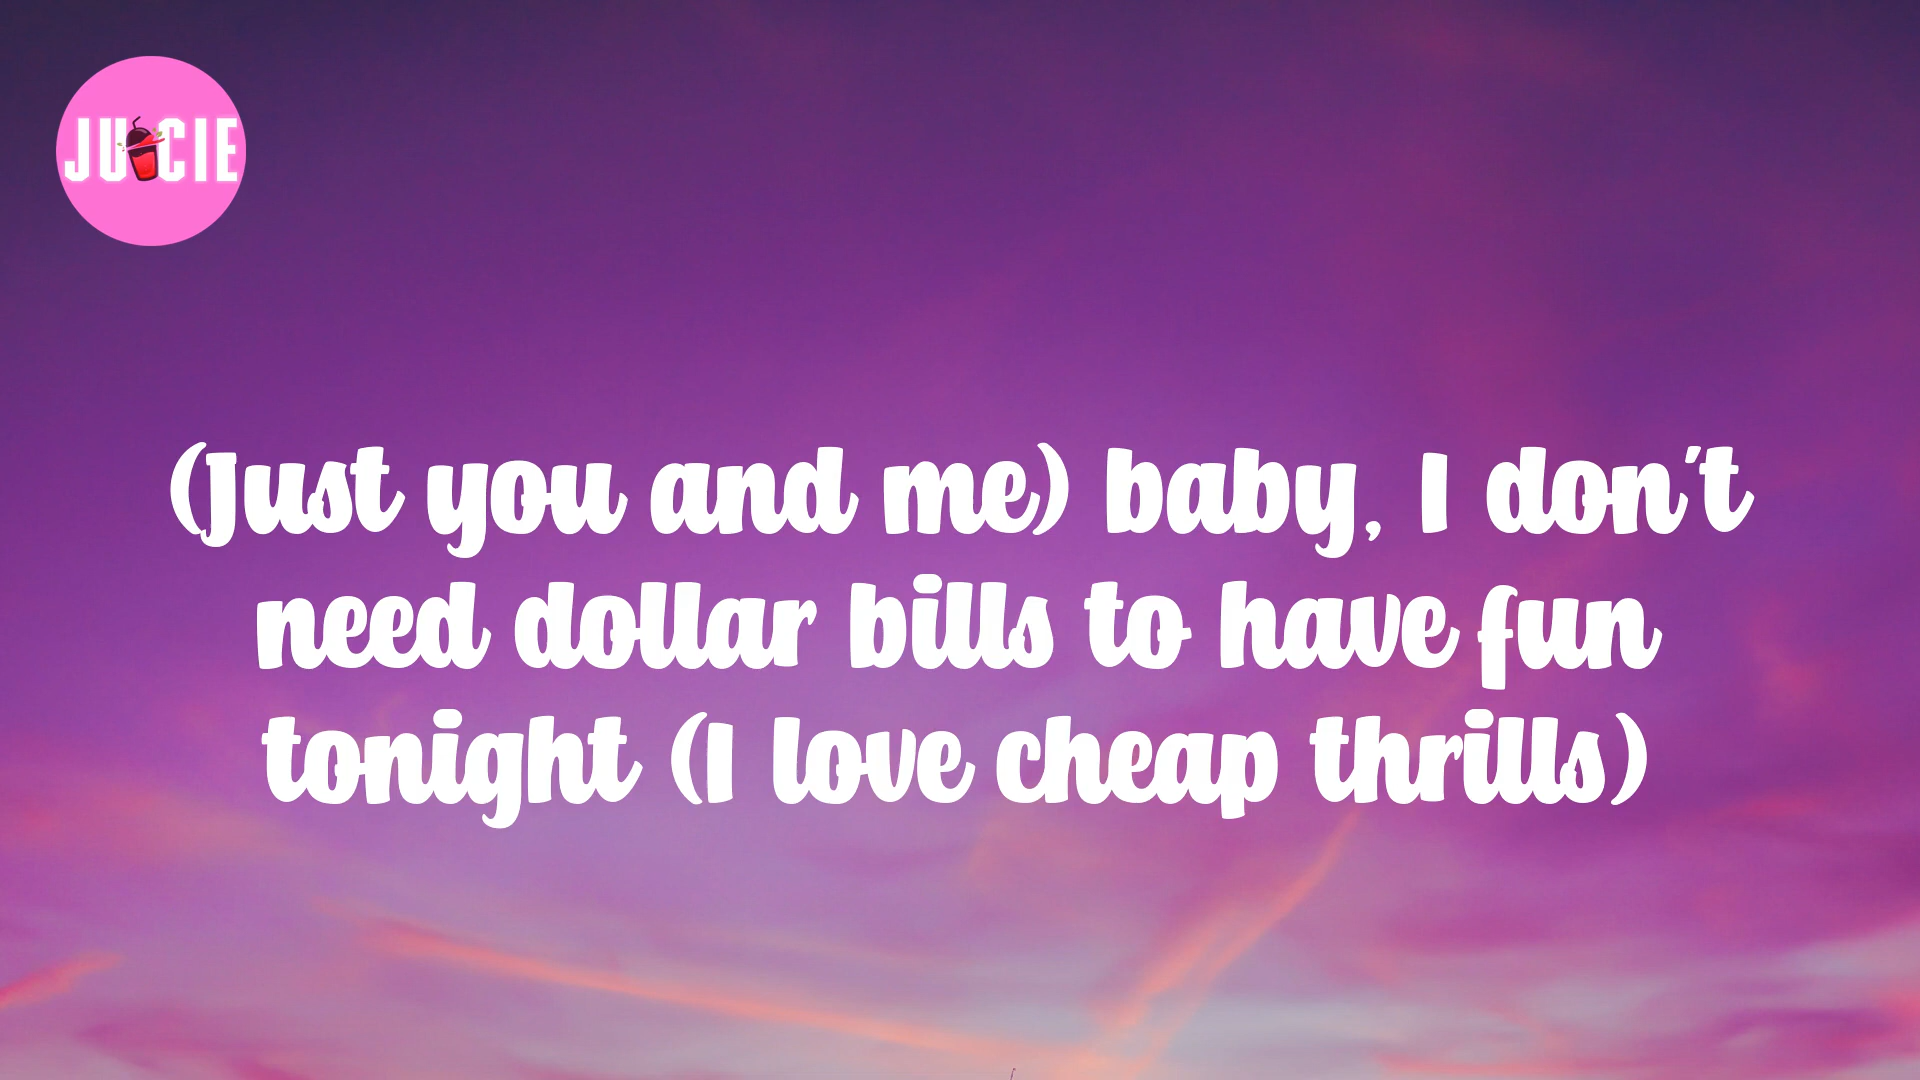 JUICIE
(Just you and me) baby, I don't
need dollar bills to have fun
tonight (I love cheap thrills)